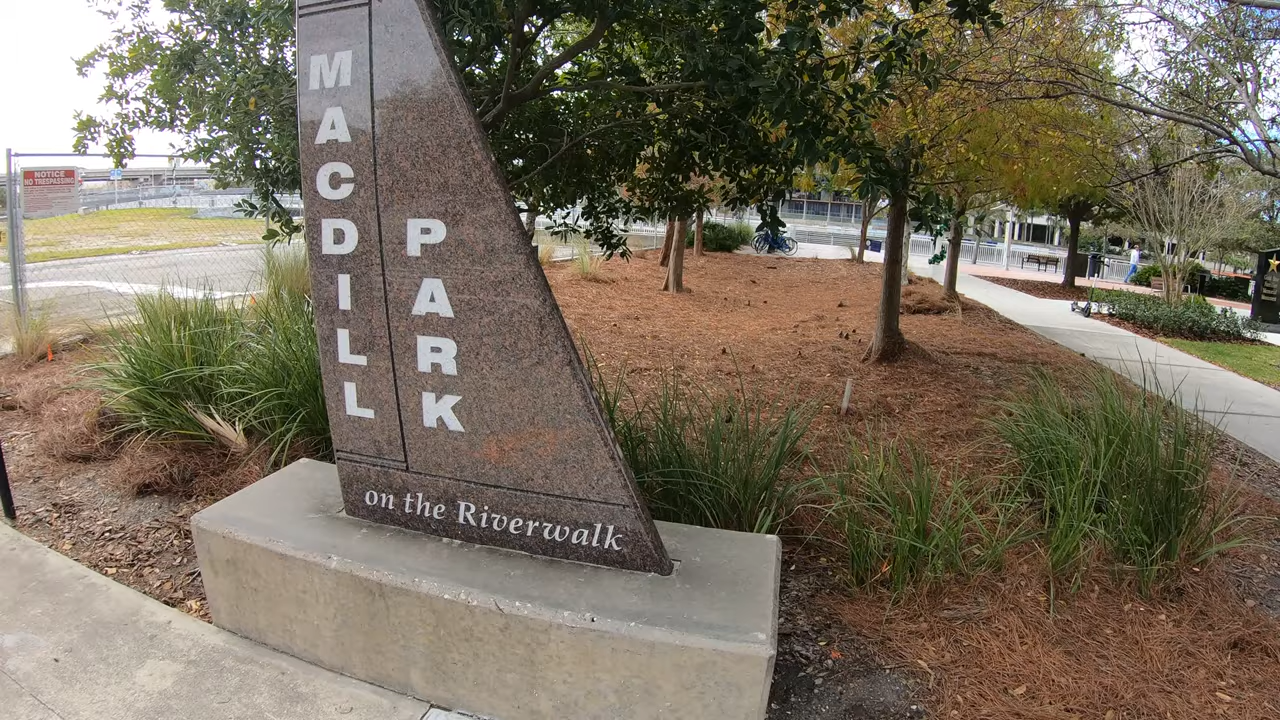 MACDILL
PARK
on the Riverwalk
NOTICE
NO TRESPASSING